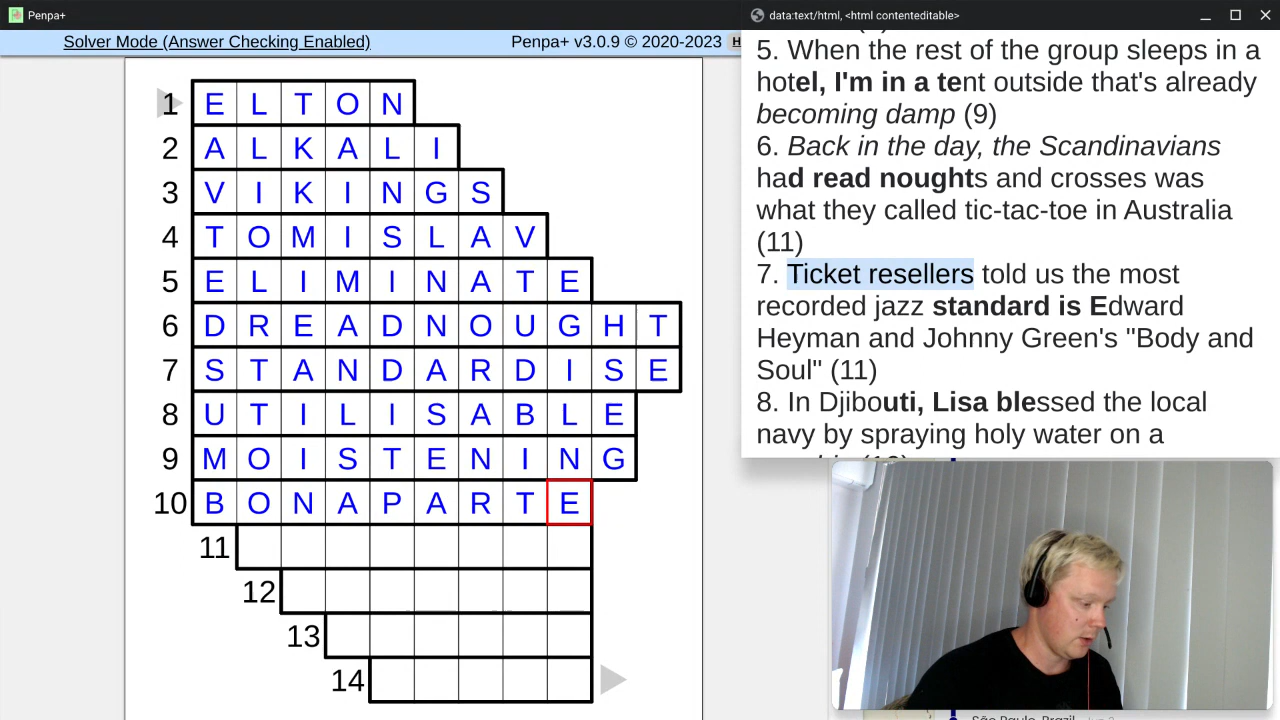 Penpa+
data:text/html, <html contenteditable>
Solver Mode (Answer Checking Enabled)
Penpa+ v3.0.9 © 2020-2023
1 E L T O N
2 A L K A L I
3 V I K I N G S
4 T O M I S L A V
5 E L I M I N A T E
6 D R E A D N O U G H T
7 S T A N D A R D I S E
8 U T I L I S A B L E
9 M O I S T E N I N G
10 B O N A P A R T E
11
12
13
14
5. When the rest of the group sleeps in a
hotel, I'm in a tent outside that's already
becoming damp (9)
6. Back in the day, the Scandinavians
had read noughts and crosses was
what they called tic-tac-toe in Australia
(11)
7. Ticket resellers told us the most
recorded jazz standard is Edward
Heyman and Johnny Green's "Body and
Soul" (11)
8. In Djibouti, Lisa blessed the local
navy by spraying holy water on a
São Paulo, Brazil